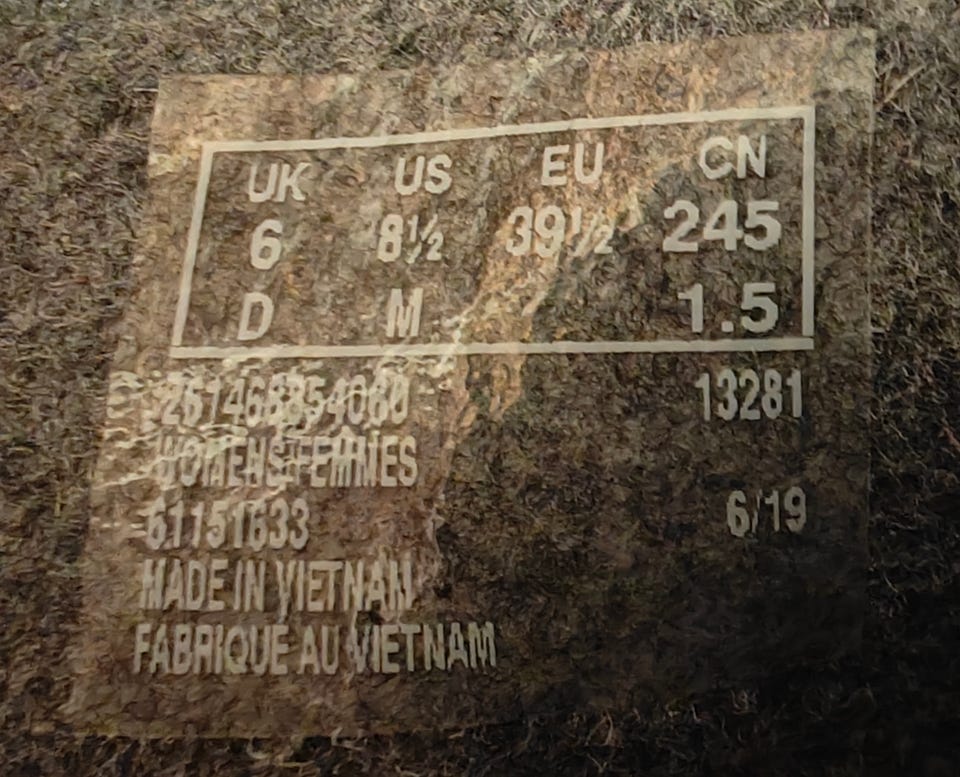 UK US EU CN
6 8½ 39½ 245
D M 1.5
261468854060 13281
WOMENS/FEMMES
61151633 6/19
MADE IN VIETNAM
FABRIQUE AU VIETNAM